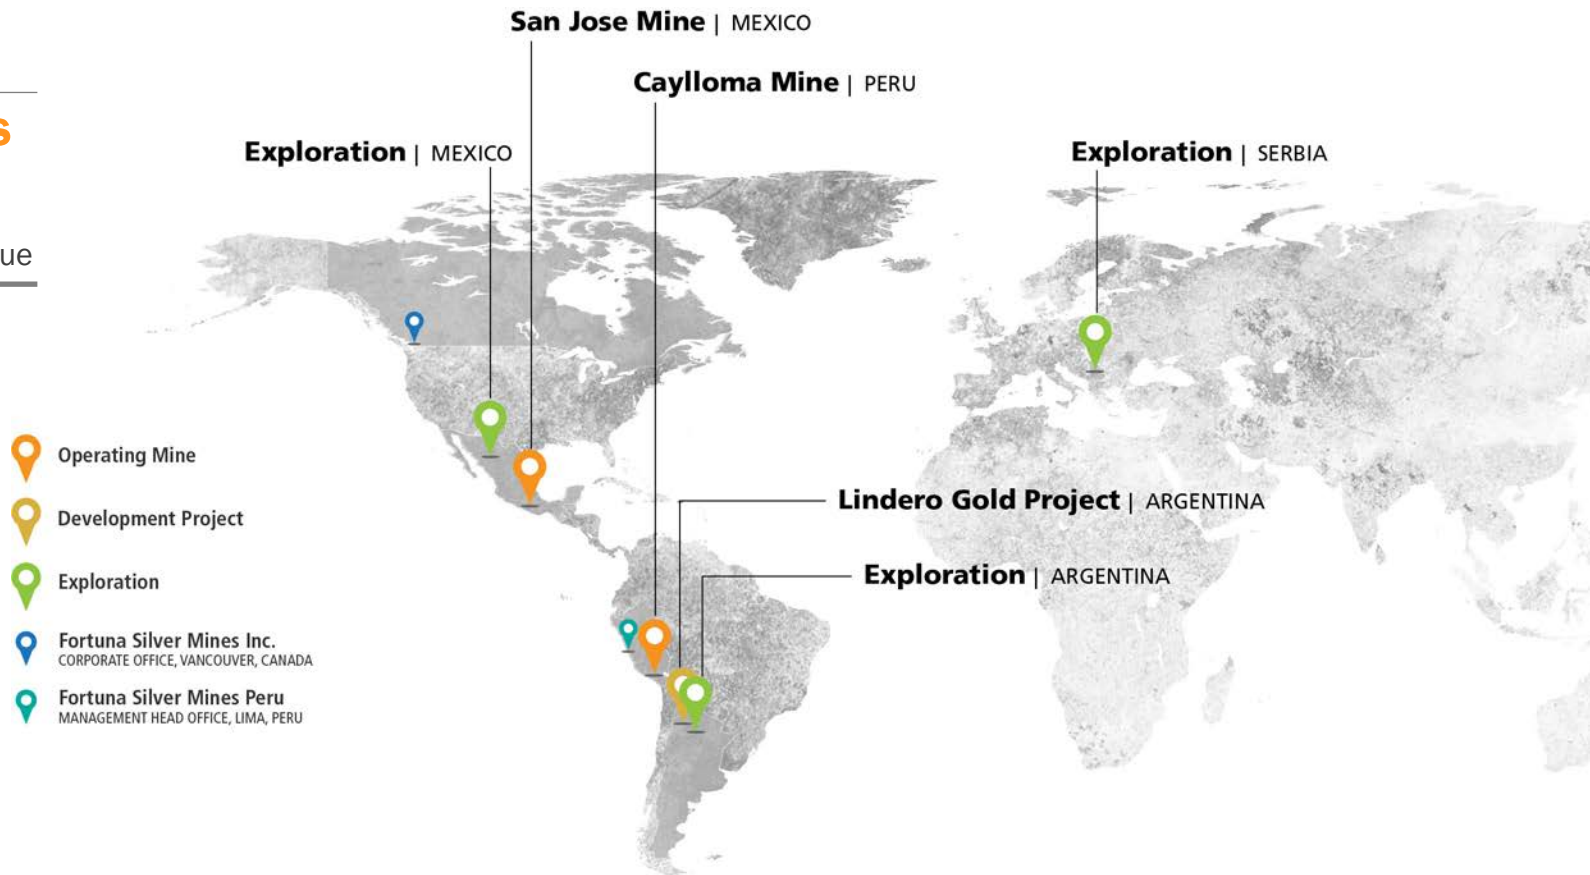 San Jose Mine | MEXICO
Caylloma Mine | PERU
Exploration | MEXICO
Exploration | SERBIA
Operating Mine
Development Project
Exploration
Fortuna Silver Mines Inc.
CORPORATE OFFICE, VANCOUVER, CANADA
Fortuna Silver Mines Peru
MANAGEMENT HEAD OFFICE, LIMA, PERU
Lindero Gold Project | ARGENTINA
Exploration | ARGENTINA